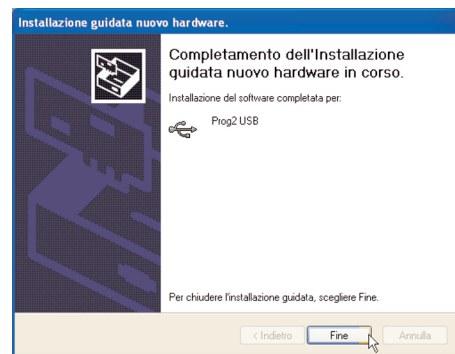 Installazione guidata nuovo hardware.
Completamento dell'Installazione
guidata nuovo hardware in corso.
Installazione del software completata per:
Prog2 USB
Per chiudere l'installazione guidata, scegliere Fine.
< Indietro Fine Annulla